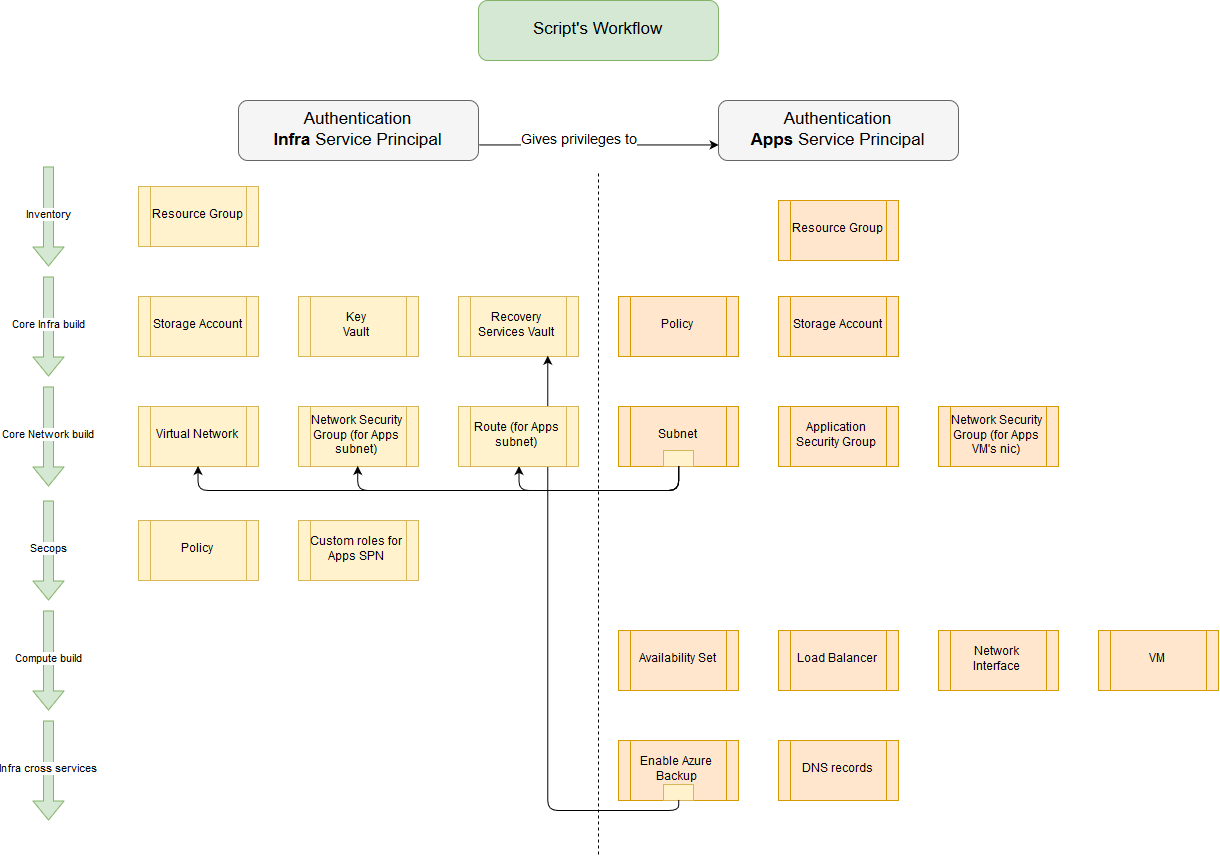 Script's Workflow
Authentication
Infra Service Principal
Gives privileges to
Authentication
Apps Service Principal
Inventory
Resource Group
Resource Group
Core Infra build
Storage Account
Key
Vault
Recovery
Services Vault
Policy
Storage Account
Core Network build
Virtual Network
Network Security
Group (for Apps
subnet)
Route (for Apps
subnet)
Subnet
Application
Security Group
Network Security
Group (for Apps
VM's nic)
Secops
Policy
Custom roles for
Apps SPN
Compute build
Availability Set
Load Balancer
Network
Interface
VM
Infra cross services
Enable Azure
Backup
DNS records